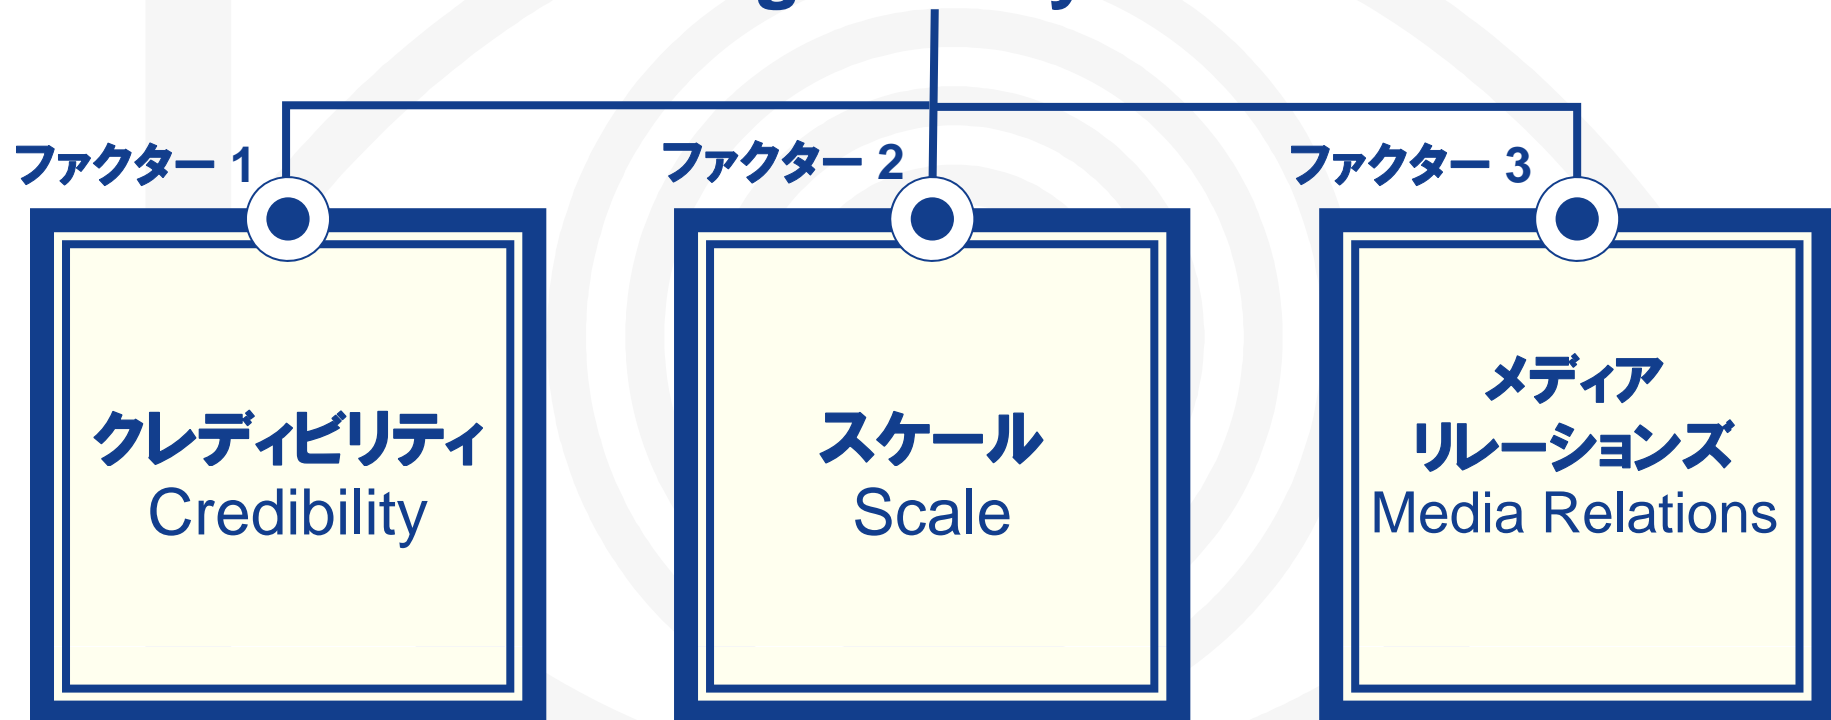 ファクター 1
ファクター 2
ファクター 3
クレディビリティ
Credibility
スケール
Scale
メディア
リレーションズ
Media Relations